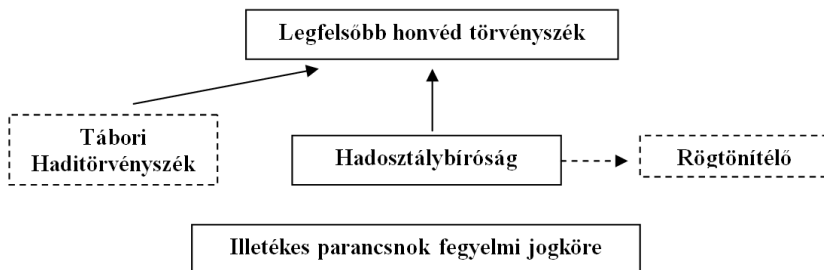 Legfelsőbb honvéd törvényszék
Tábori
Haditörvényszék
Hadosztálybíróság
Rögtönítélő
Illetékes parancsnok fegyelmi jogköre